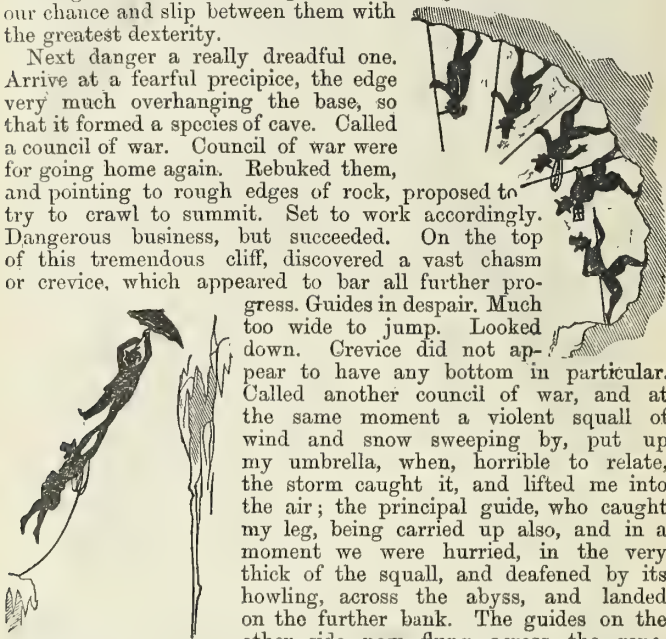 our chance and slip between them with
the greatest dexterity.
Next danger a really dreadful one.
Arrive at a fearful precipice, the edge
very much overhanging the base, so
that it formed a species of cave. Called
a council of war. Council of war were
for going home again. Rebuked them,
and pointing to rough edges of rock, proposed to
try to crawl to summit. Set to work accordingly.
Dangerous business, but succeeded. On the top
of this tremendous cliff, discovered a vast chasm
or crevice, which appeared to bar all further pro-
gress. Guides in despair. Much
too wide to jump. Looked
down. Crevice did not ap-
pear to have any bottom in particular.
Called another council of war, and at
the same moment a violent squall of
wind and snow sweeping by, put up
my umbrella, when, horrible to relate,
the storm caught it, and lifted me into
the air; the principal guide, who caught
my leg, being carried up also, and in a
moment we were hurried, in the very
thick of the squall, and deafened by its
howling, across the abyss, and landed
on the further bank. The guides on the